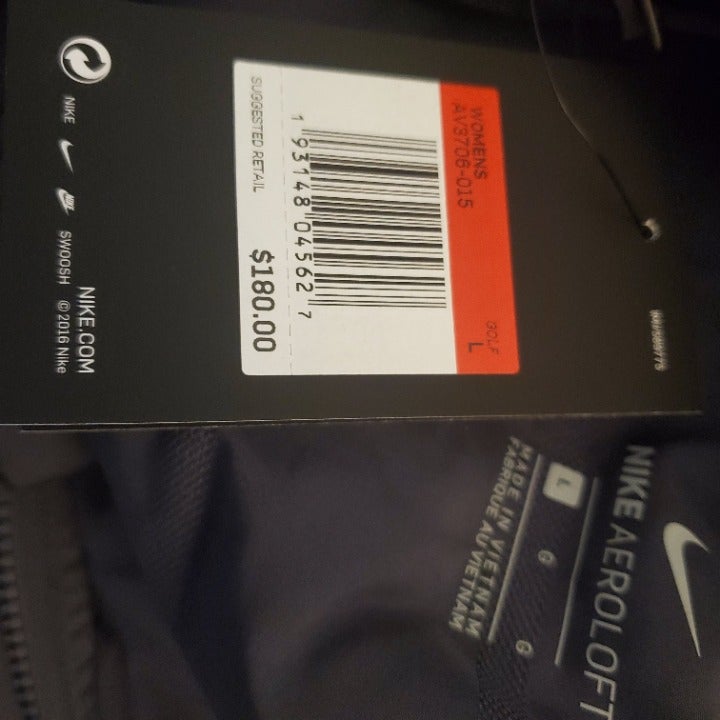 WOMENS
AV3706-015
GOLF
L
1 93148 04562 7
SUGGESTED RETAIL
$180.00
NIKE
SWOOSH
NIKE.COM
© 2016 Nike
NIKE AEROLOFT
L G G
MADE IN VIETNAM
FABRIQUE AU VIETNAM